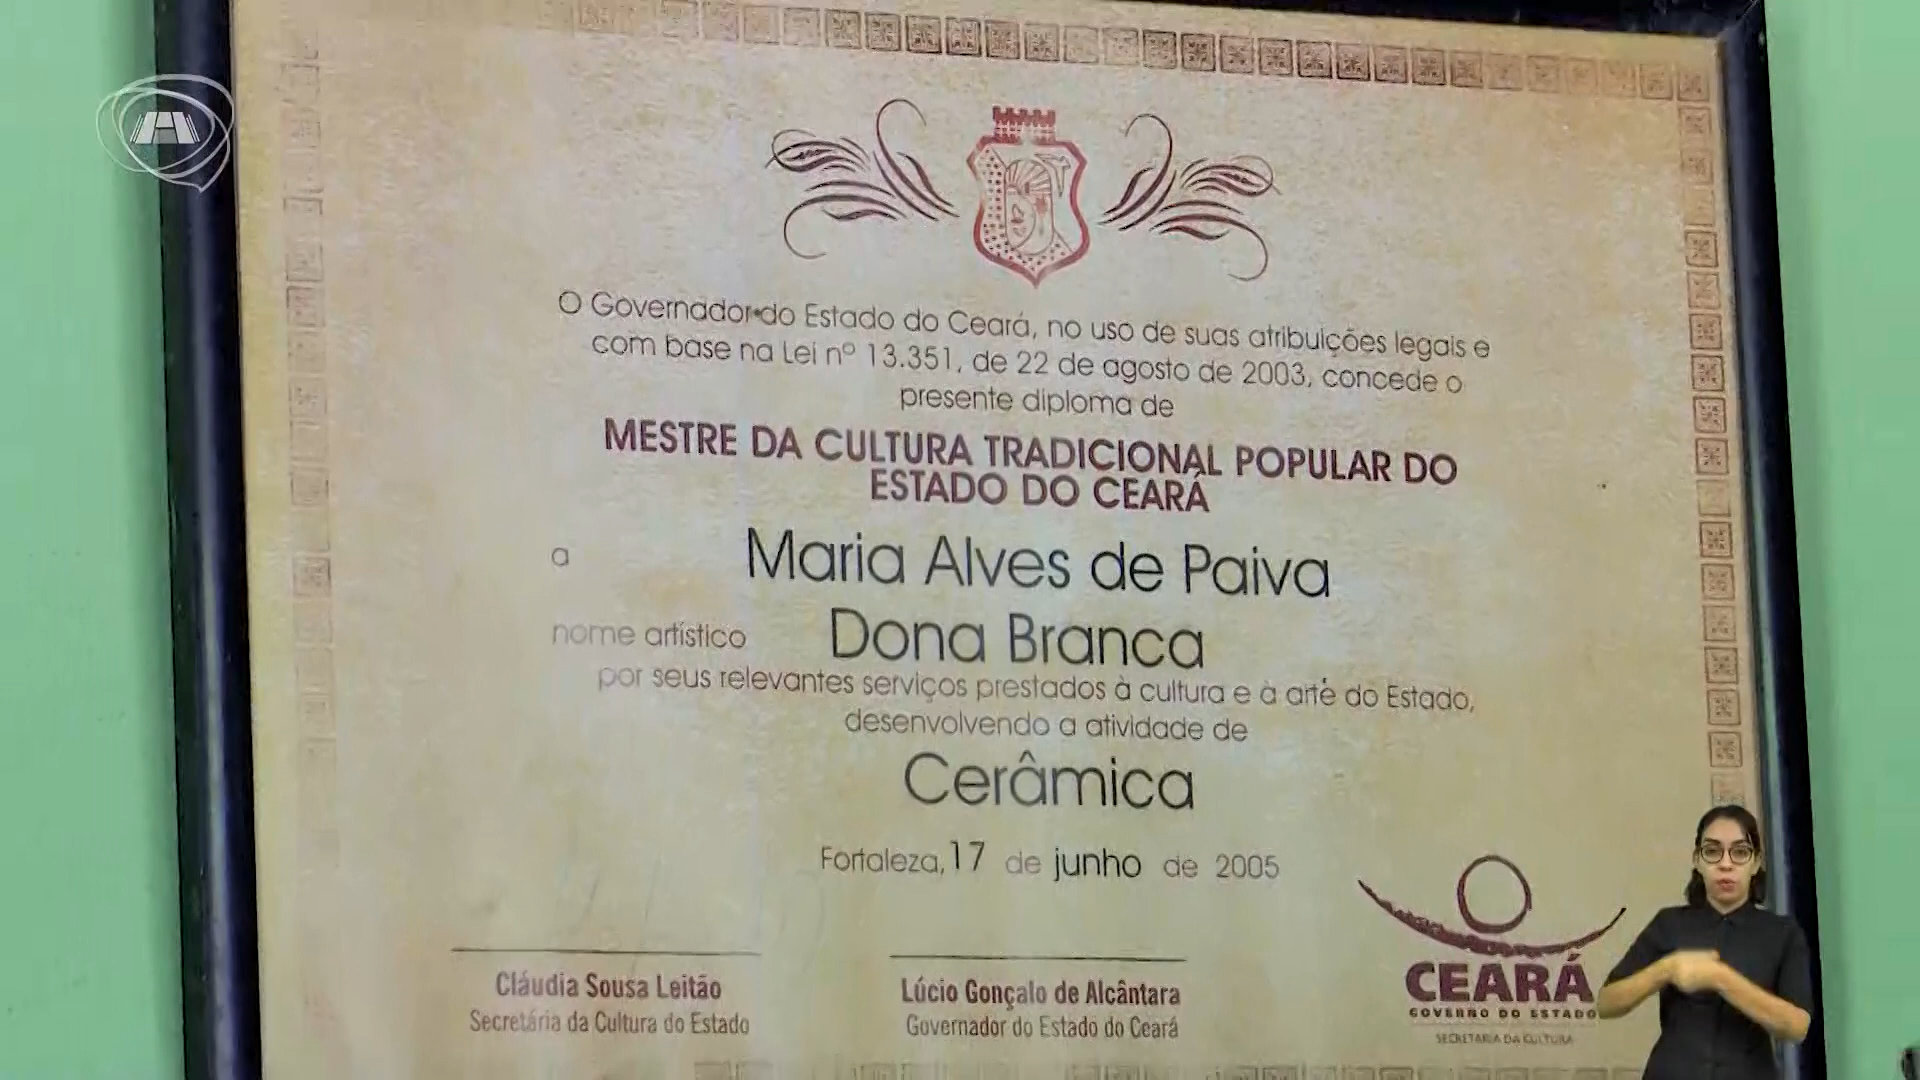 O Governador do Estado do Ceará, no uso de suas atribuições legais e
com base na Lei nº 13.351, de 22 de agosto de 2003, concede o
presente diploma de
MESTRE DA CULTURA TRADICIONAL POPULAR DO
ESTADO DO CEARÁ
a Maria Alves de Paiva
nome artístico Dona Branca
por seus relevantes serviços prestados à cultura e à arte do Estado,
desenvolvendo a atividade de
Cerâmica
Fortaleza, 17 de junho de 2005
Cláudia Sousa Leitão
Secretária da Cultura do Estado
Lúcio Gonçalo de Alcântara
Governador do Estado do Ceará
CEARÁ
GOVERNO DO ESTADO
SECRETARIA DA CULTURA